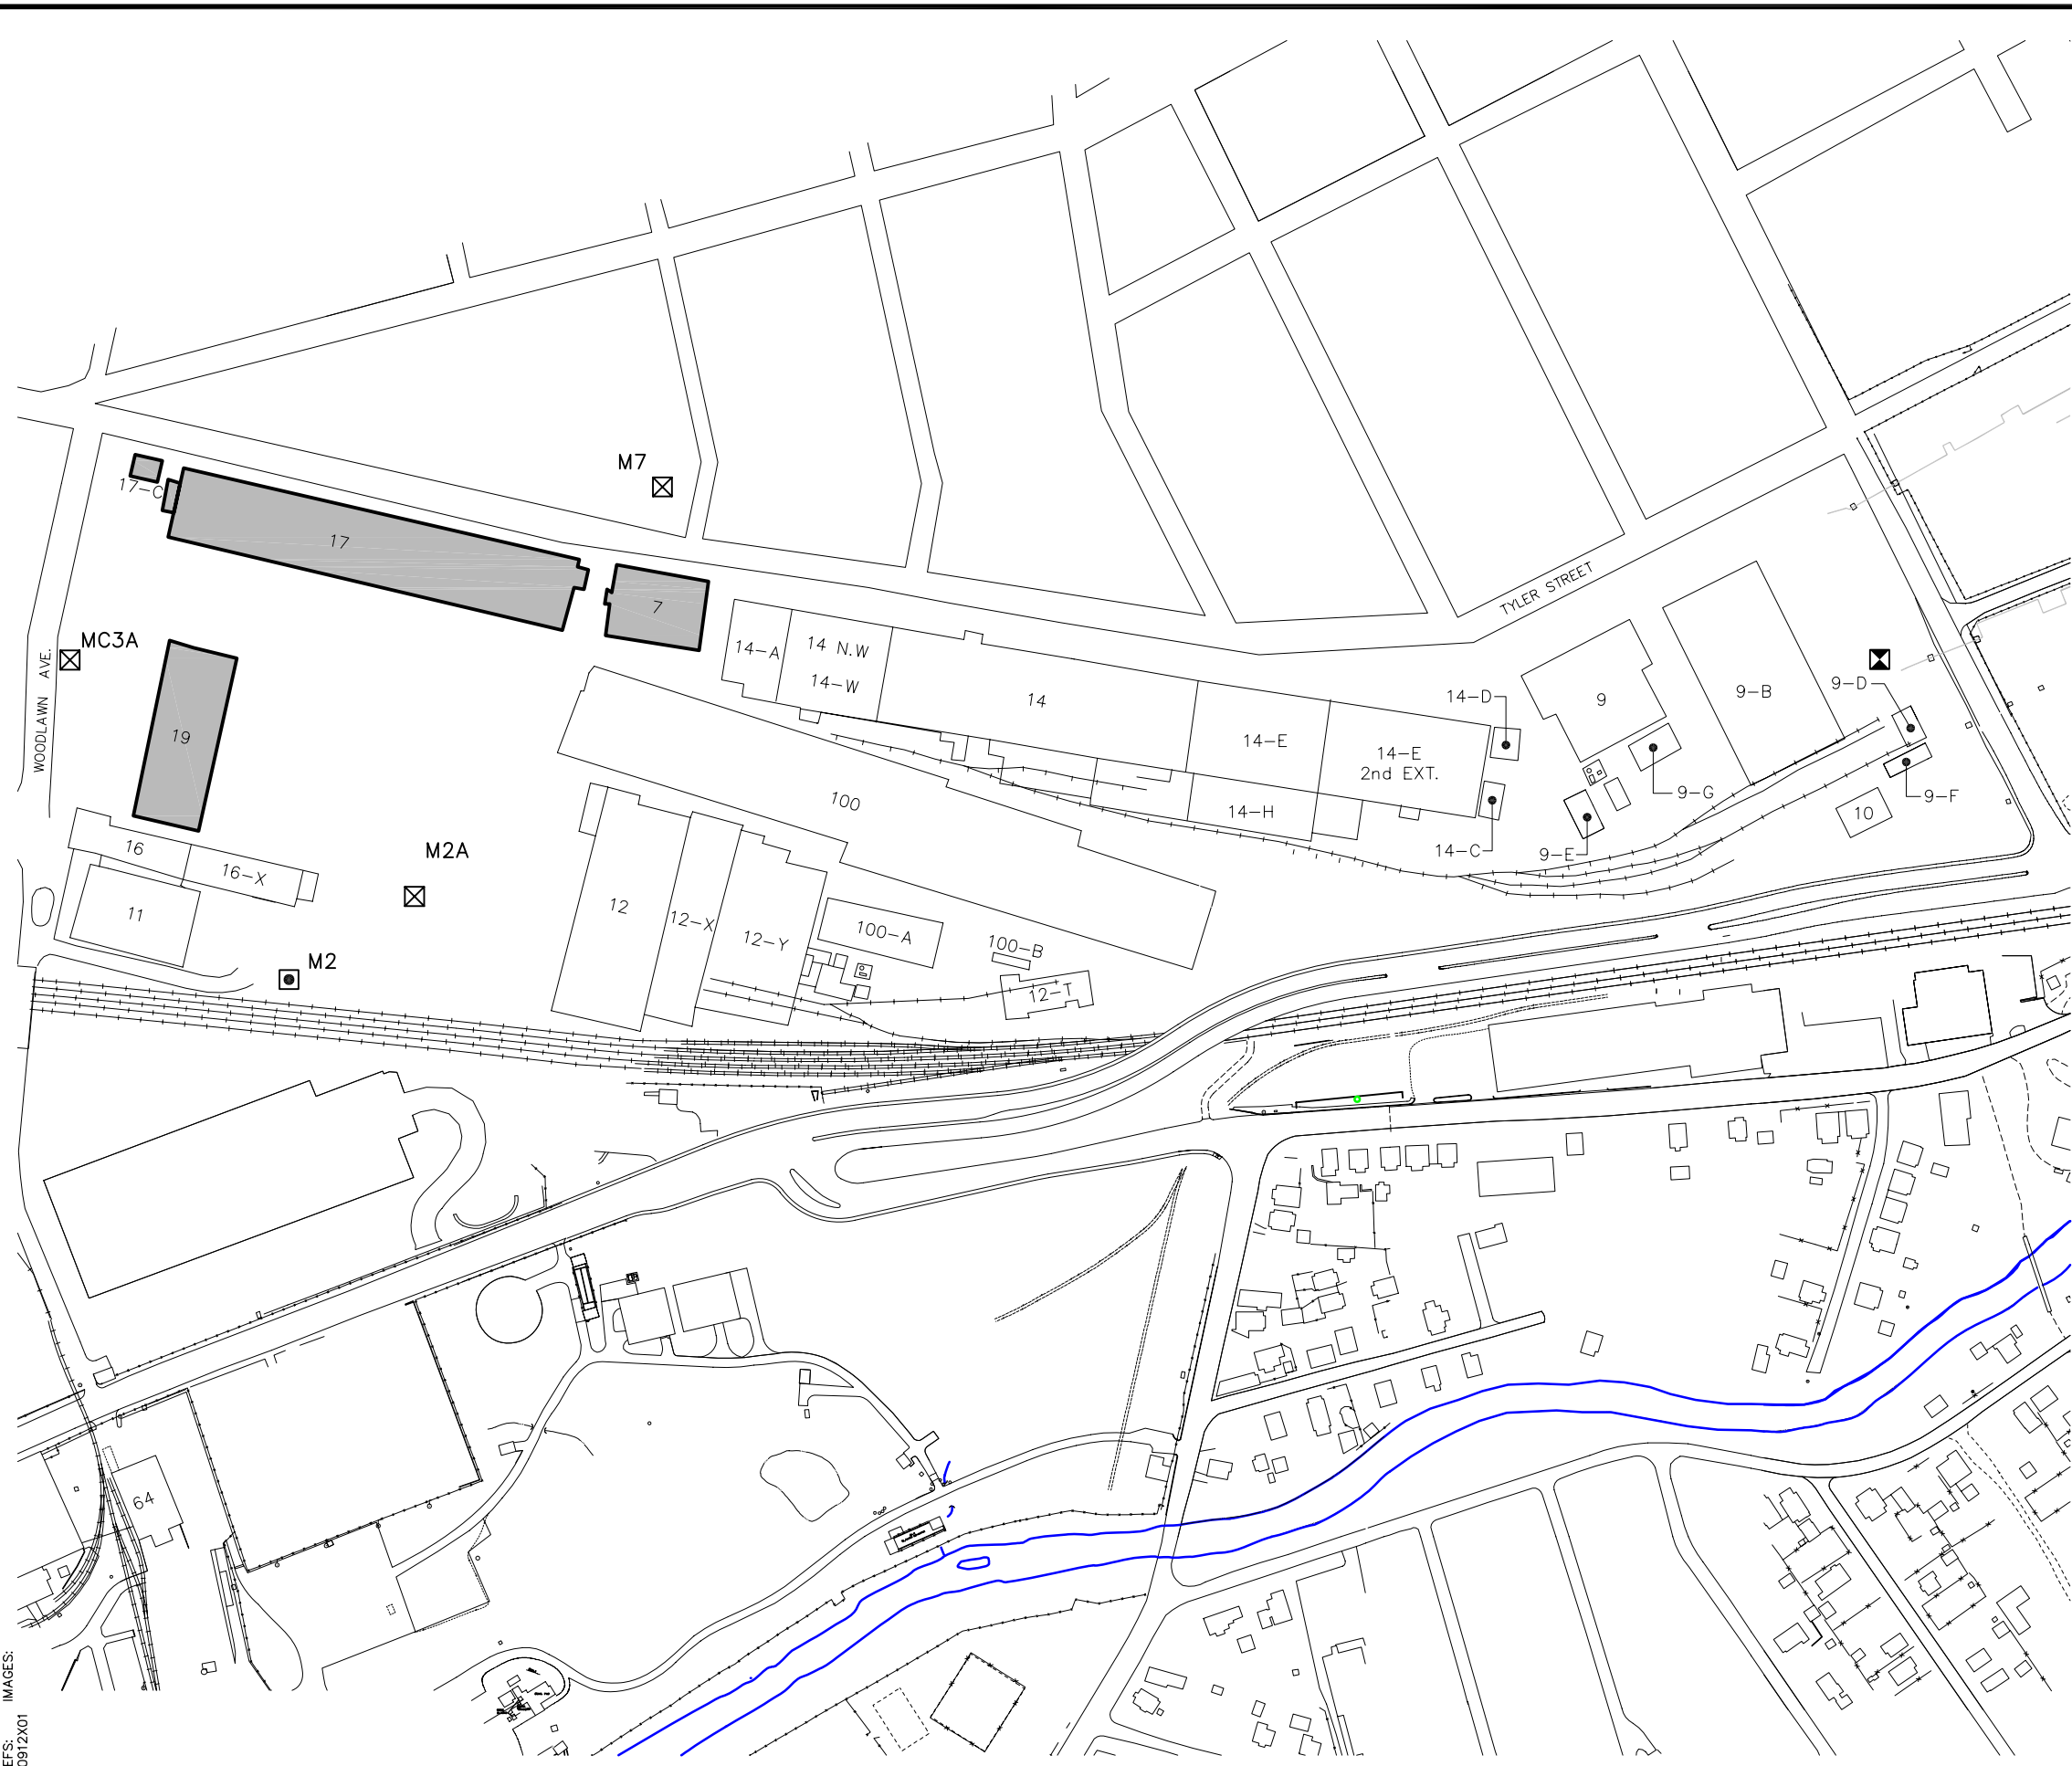 M7
17-C
17
7
MC3A
WOODLAWN AVE.
19
14-A
14 N.W
14-W
14
14-E
14-E
2nd EXT.
14-H
14-D
14-C
TYLER STREET
9
9-B
9-D
9-G
9-F
9-E
10
100
16
16-X
11
M2A
M2
12
12-X
12-Y
100-A
100-B
12-T
64
IMAGES:
EFS:
0912X01